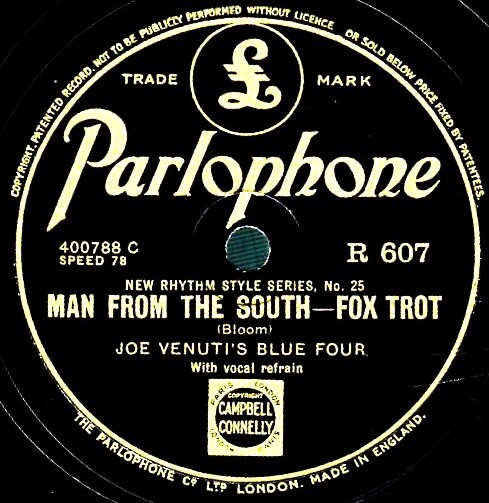 COPYRIGHT. PATENTED RECORD. NOT TO BE PUBLICLY PERFORMED WITHOUT LICENCE OR SOLD BELOW PRICE FIXED BY PATENTEES.
£
TRADE MARK
Parlophone
400788 C
SPEED 78
R 607
NEW RHYTHM STYLE SERIES, No. 25
MAN FROM THE SOUTH—FOX TROT
(Bloom)
JOE VENUTI'S BLUE FOUR
With vocal refrain
PARIS LONDON
COPYRIGHT
CAMPBELL
CONNELLY
LONDON PARIS
THE PARLOPHONE Co LTD LONDON. MADE IN ENGLAND.